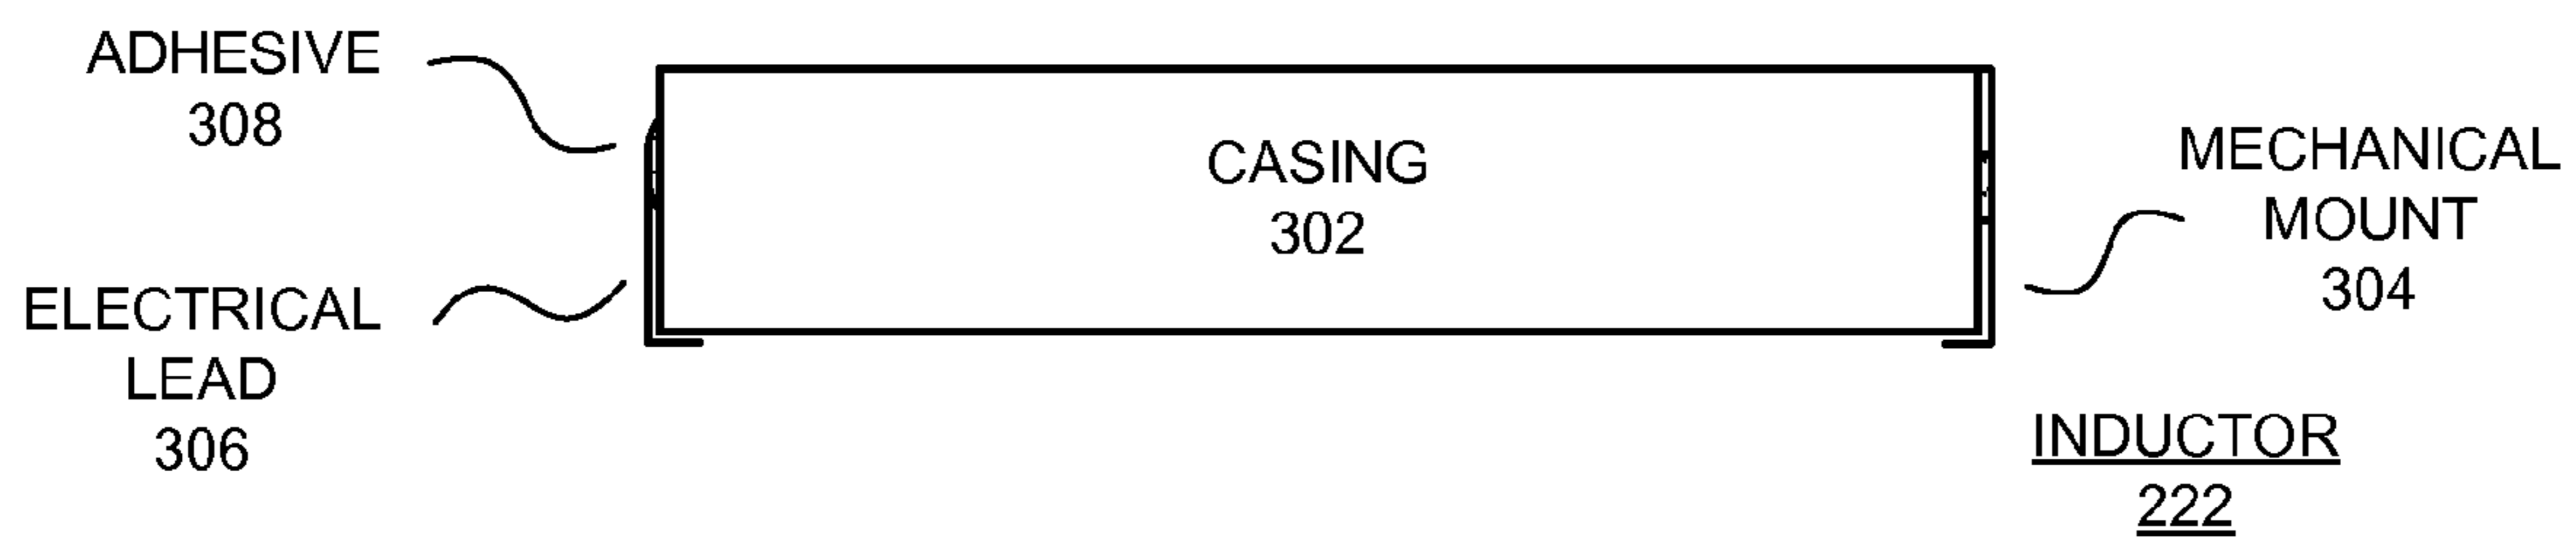 ADHESIVE
308
CASING
302
MECHANICAL
MOUNT
304
ELECTRICAL
LEAD
306
INDUCTOR
222